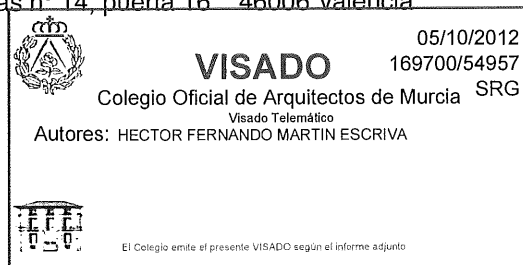 nº 14, puerta 16 46006 Valencia
05/10/2012
VISADO 169700/54957
Colegio Oficial de Arquitectos de Murcia SRG
Visado Telemático
Autores: HECTOR FERNANDO MARTIN ESCRIVA
El Colegio emite el presente VISADO según el informe adjunto